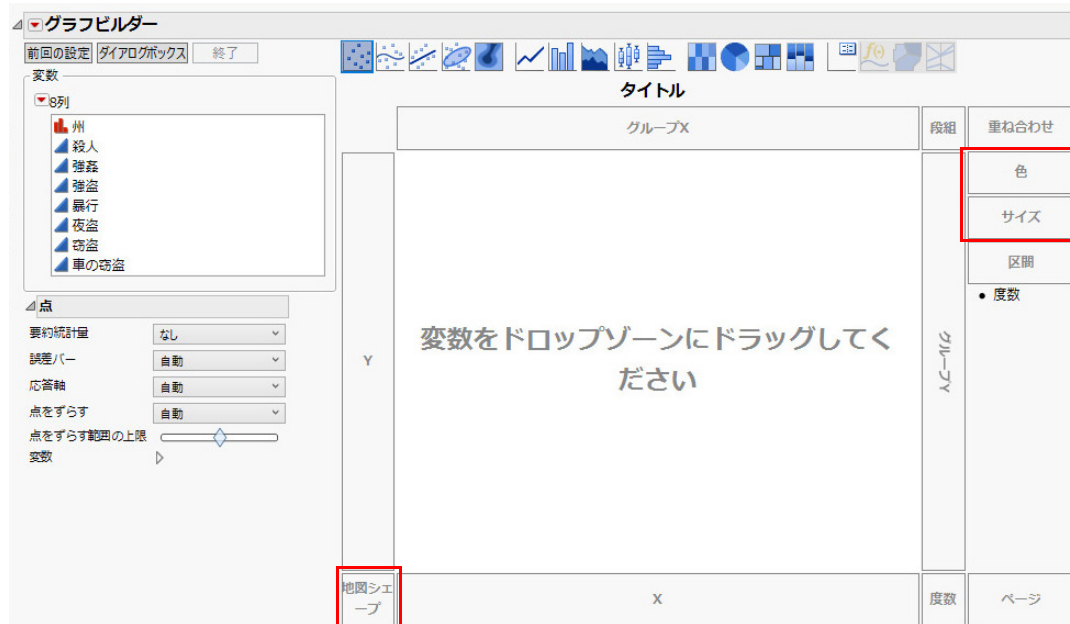 グラフビルダー
前回の設定 ダイアログボックス 終了
変数
8列
州
殺人
強姦
強盗
暴行
夜盗
窃盗
車の窃盗
点
要約統計量 なし
誤差バー 自動
応答軸 自動
点をずらす 自動
点をずらす範囲の上限
変数
タイトル
グループX
段組
重ね合わせ
色
サイズ
区間
• 度数
Y
変数をドロップゾーンにドラッグしてく
ださい
グループY
地図シェ
ープ
X
度数
ページ